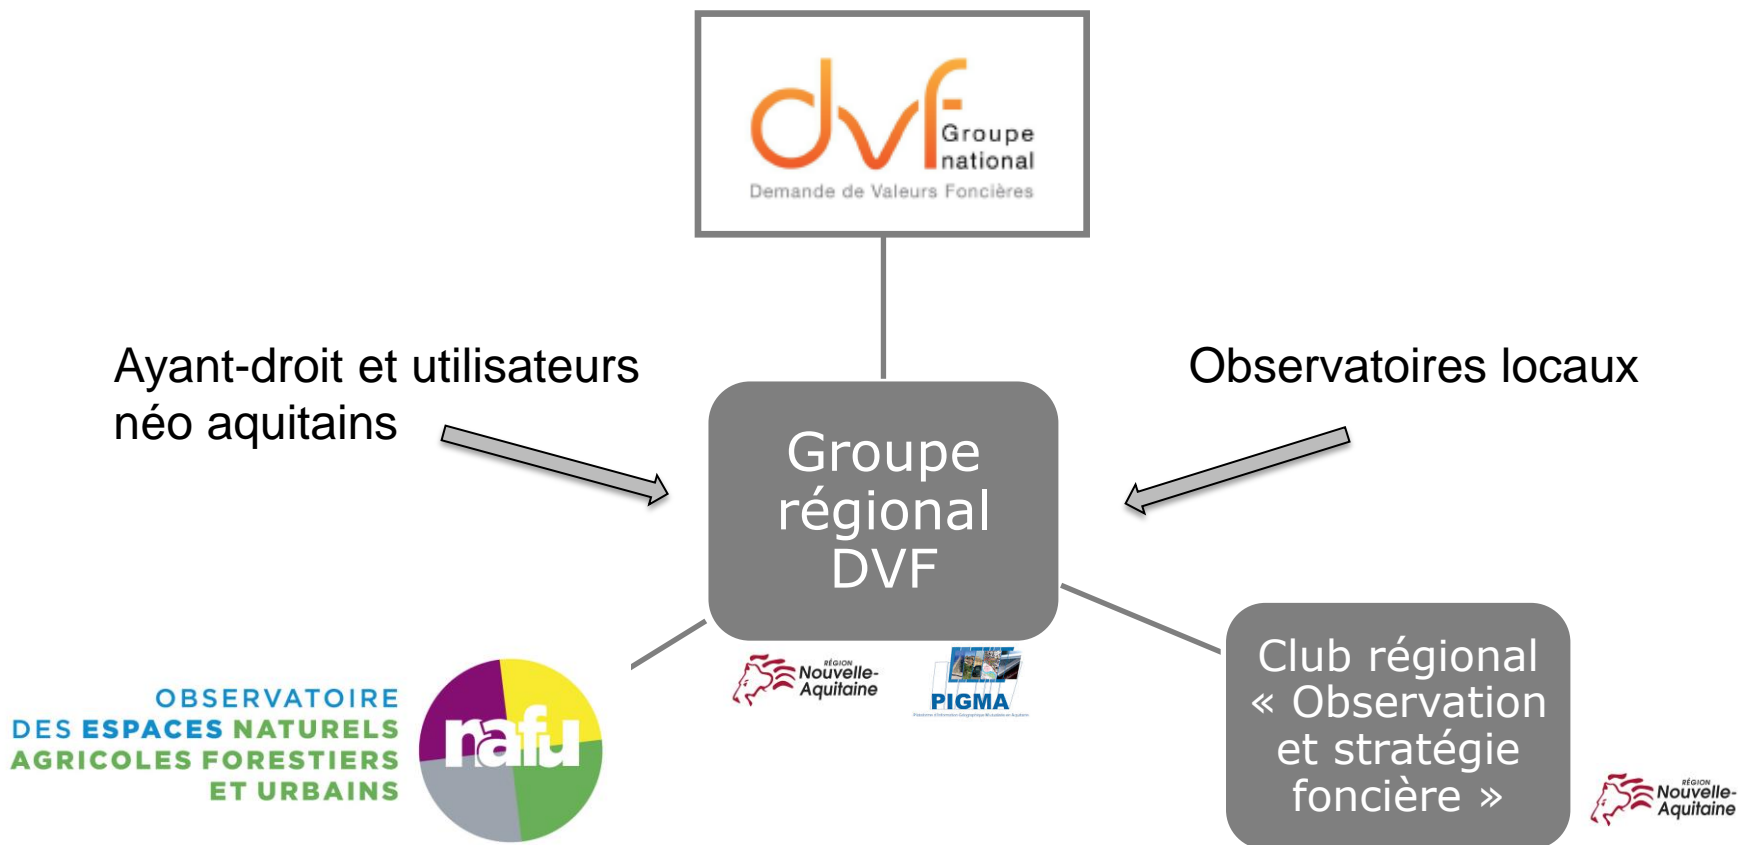 dvf
Groupe
national
Demande de Valeurs Foncières
Ayant-droit et utilisateurs
néo aquitains
Observatoires locaux
Groupe
régional
DVF
RÉGION
Nouvelle-
Aquitaine
PIGMA
OBSERVATOIRE
DES ESPACES NATURELS
AGRICOLES FORESTIERS
ET URBAINS
nafu
Club régional
« Observation
et stratégie
foncière »
RÉGION
Nouvelle-
Aquitaine